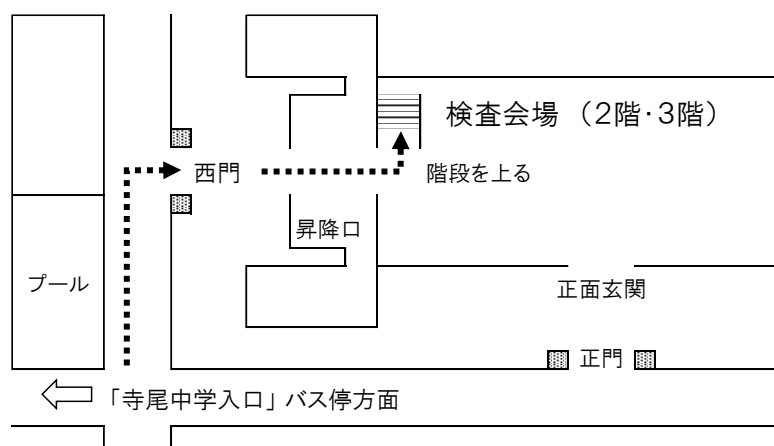 検査会場 （2階・3階）
西門
階段を上る
昇降口
プール
正面玄関
正門
「寺尾中学入口」バス停方面